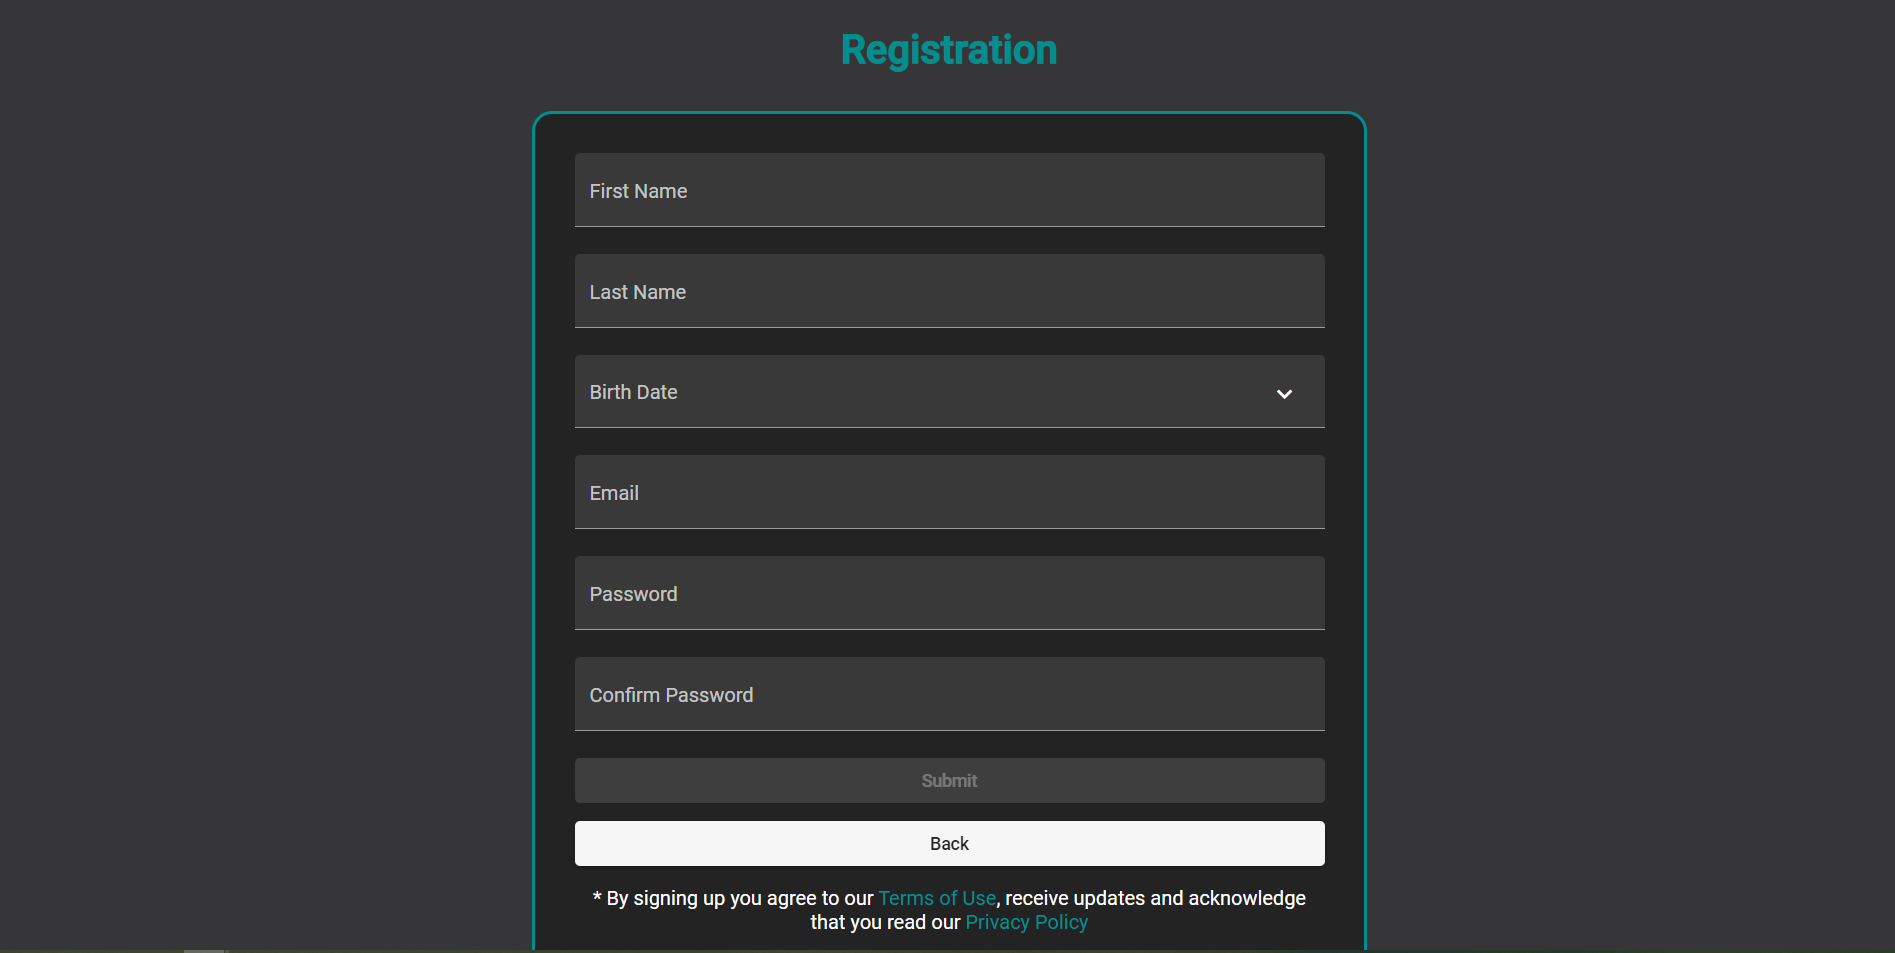 Registration
First Name
Last Name
Birth Date
Email
Password
Confirm Password
Submit
Back
* By signing up you agree to our Terms of Use, receive updates and acknowledge
that you read our Privacy Policy